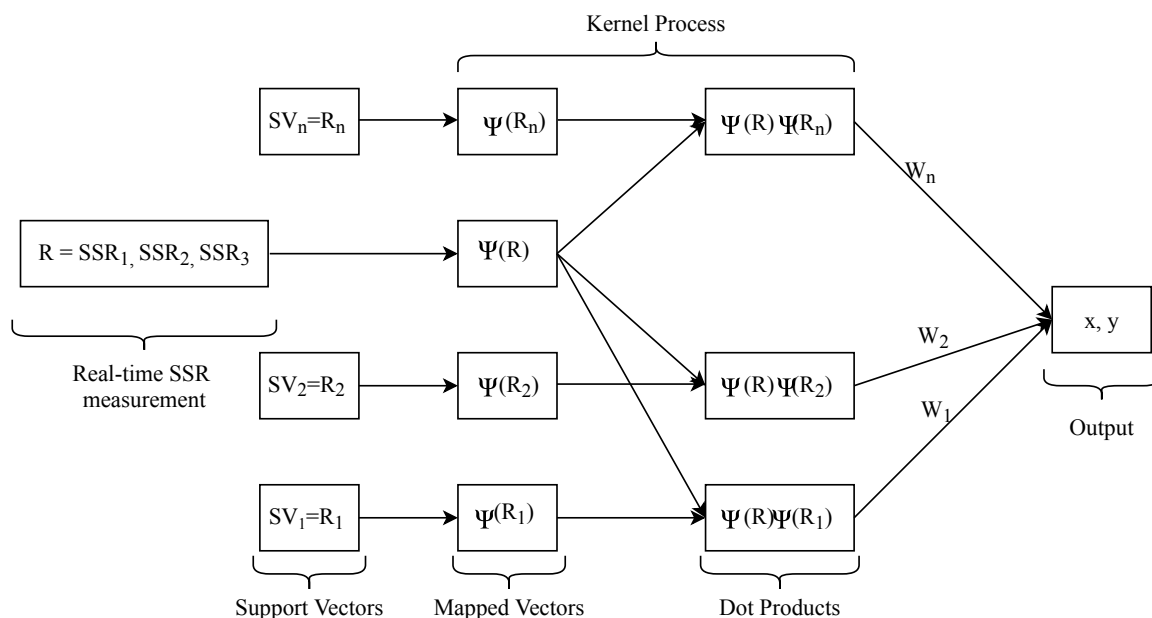 Kernel Process
SVₙ=Rₙ
Ψ(Rₙ)
Ψ(R) Ψ(Rₙ)
Wₙ
R = SSR₁, SSR₂, SSR₃
Ψ(R)
x, y
Real-time SSR
measurement
SV₂=R₂
Ψ(R₂)
Ψ(R) Ψ(R₂)
W₂
W₁
Output
SV₁=R₁
Ψ(R₁)
Ψ(R)Ψ(R₁)
Support Vectors
Mapped Vectors
Dot Products